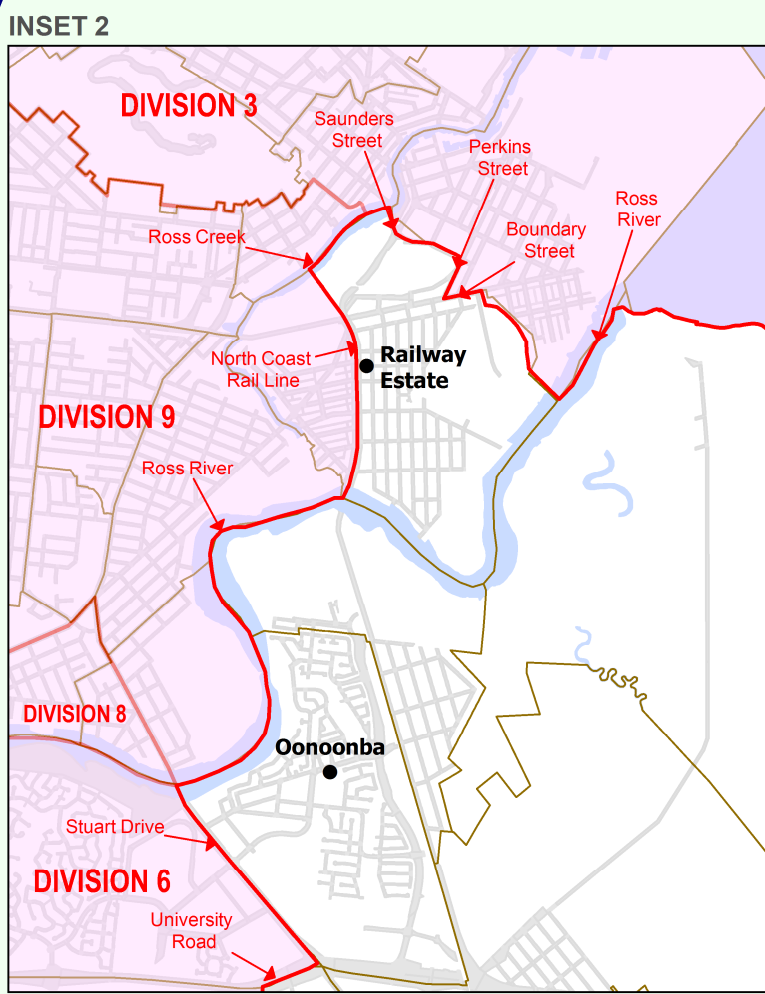 INSET 2
DIVISION 3
Saunders
Street
Perkins
Street
Ross
River
Boundary
Street
Ross Creek
North Coast
Rail Line
Railway
Estate
DIVISION 9
Ross River
DIVISION 8
Oonoonba
Stuart Drive
DIVISION 6
University
Road